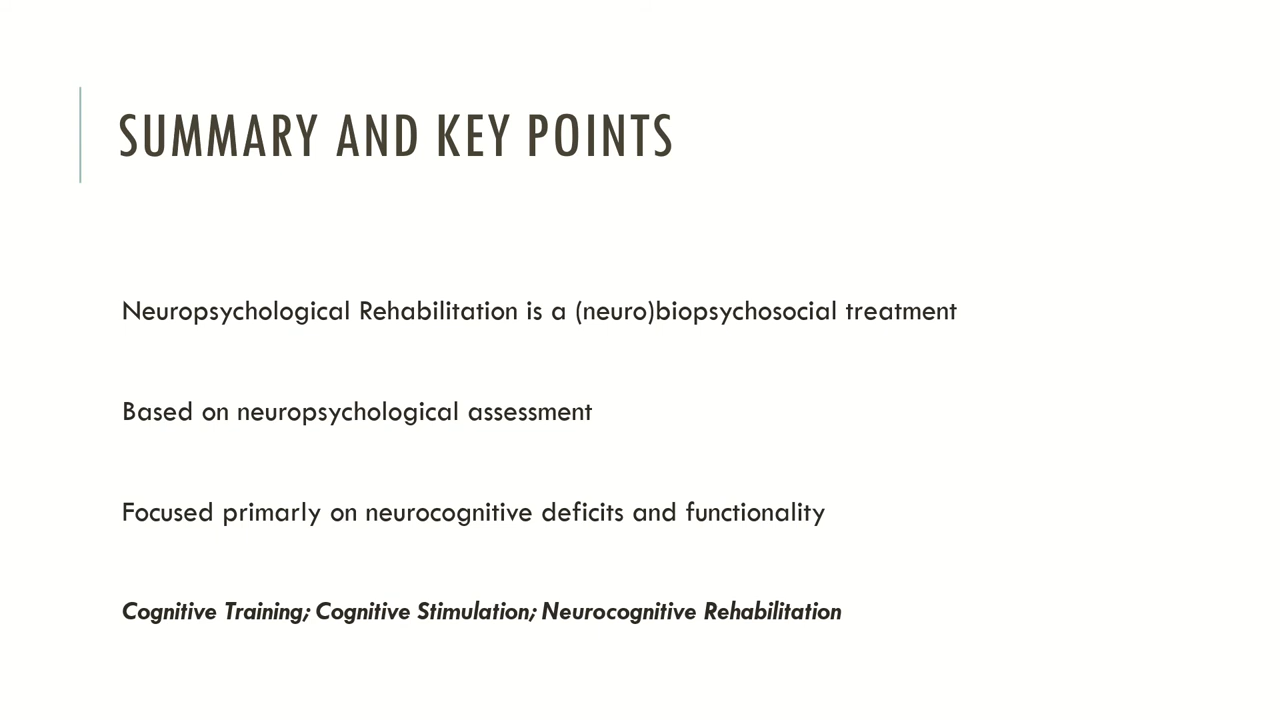 SUMMARY AND KEY POINTS
Neuropsychological Rehabilitation is a (neuro)biopsychosocial treatment
Based on neuropsychological assessment
Focused primarly on neurocognitive deficits and functionality
Cognitive Training; Cognitive Stimulation; Neurocognitive Rehabilitation